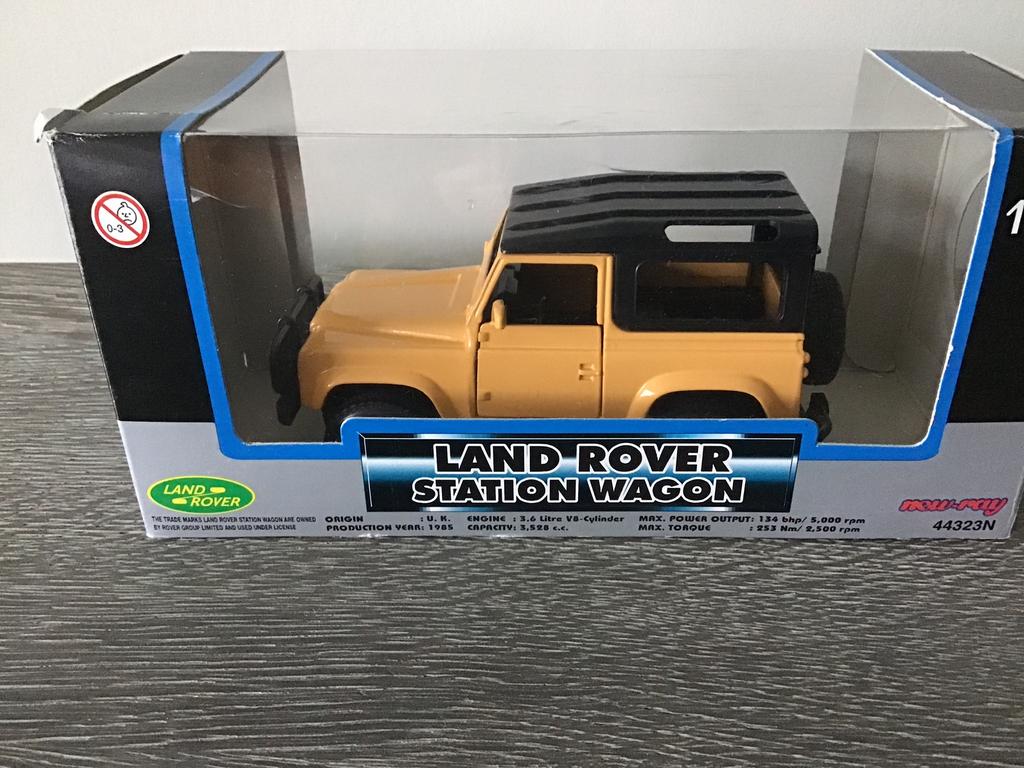 0-3
1
LAND ROVER
STATION WAGON
LAND
ROVER
THE TRADE MARKS LAND ROVER STATION WAGON ARE OWNED
BY ROVER GROUP LIMITED AND USED UNDER LICENSE
ORIGIN : U. K. ENGINE : 3.6 Litre V8-Cylinder MAX. POWER OUTPUT: 134 bhp/ 5,000 rpm
PRODUCTION YEAR: 1985 CAPACITY: 3,528 c.c. MAX. TORQUE : 253 Nm/ 2,500 rpm
new-ray
44323N